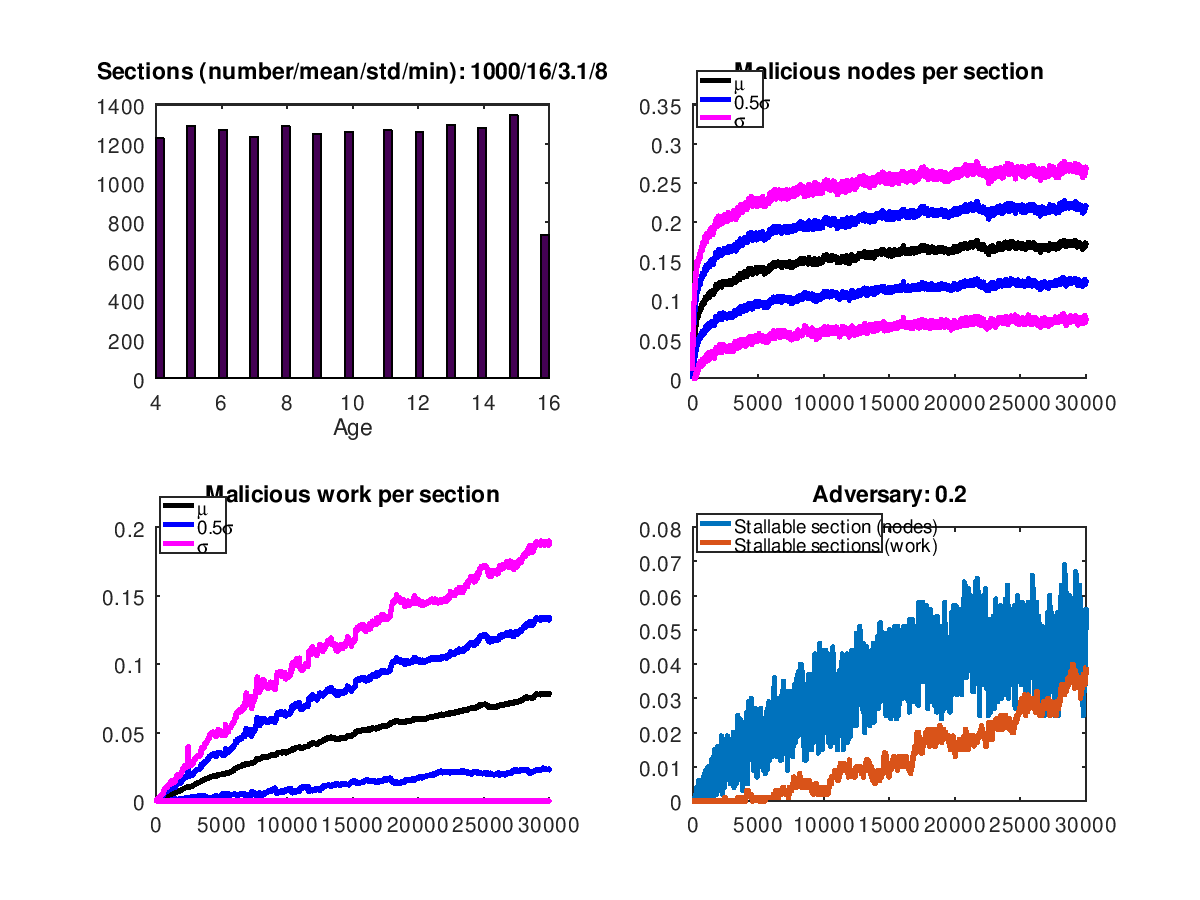 Sections (number/mean/std/min): 1000/16/3.1/8
1400
1200
1000
800
600
400
200
0
4 6 8 10 12 14 16
Age
Malicious nodes per section
μ
0.5σ
σ
0.35
0.3
0.25
0.2
0.15
0.1
0.05
0
0 5000 10000 15000 20000 25000 30000
Malicious work per section
μ
0.5σ
σ
0.2
0.15
0.1
0.05
0
0 5000 10000 15000 20000 25000 30000
Adversary: 0.2
Stallable section (nodes)
Stallable sections (work)
0.08
0.07
0.06
0.05
0.04
0.03
0.02
0.01
0
0 5000 10000 15000 20000 25000 30000